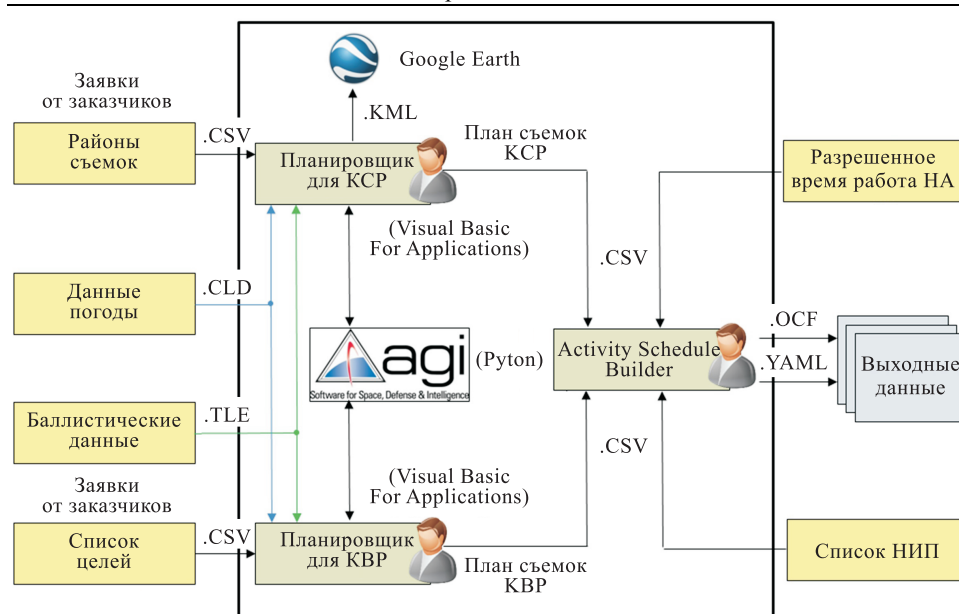 Google Earth
Заявки
от заказчиков
.CSV
Районы
съемок
.KML
Планировщик
для КСР
План съемок
КСР
Разрешенное
время работа НА
(Visual Basic
For Applications)
.CSV
Данные
погоды
.CLD
agi
Software for Space, Defense & Intelligence
(Pyton)
Activity Schedule
Builder
.OCF
.YAML
Выходные
данные
Баллистические
данные
.TLE
.CSV
(Visual Basic
For Applications)
Заявки
от заказчиков
.CSV
Список
целей
Планировщик
для КВР
План съемок
КВР
Список НИП